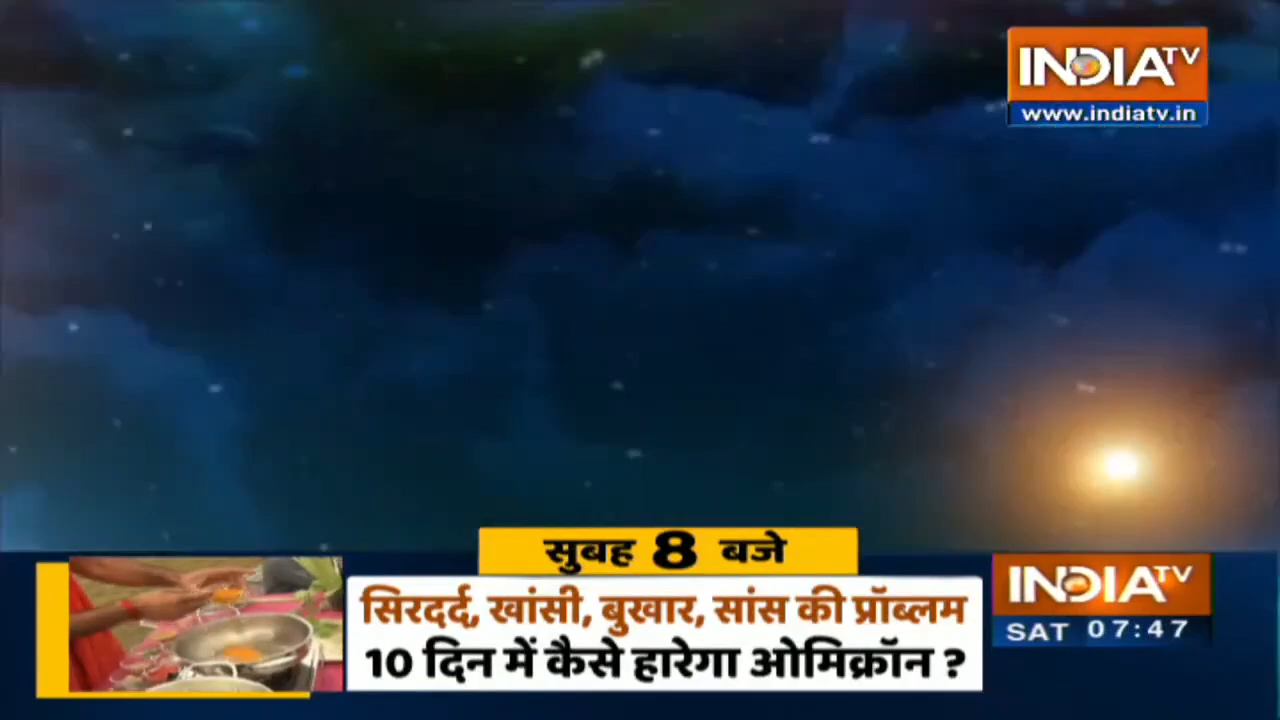 INDIA TV
www.indiatv.in
सुबह 8 बजे
सिरदर्द, खांसी, बुखार, सांस की प्रॉब्लम
10 दिन में कैसे हारेगा ओमिक्रॉन ?
INDIA TV
SAT 07:47